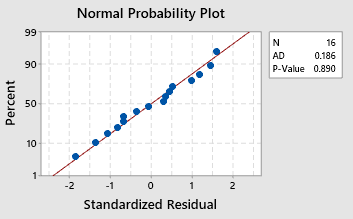 Normal Probability Plot
99
90
50
10
1
Percent
-2 -1 0 1 2
Standardized Residual
N 16
AD 0.186
P-Value 0.890